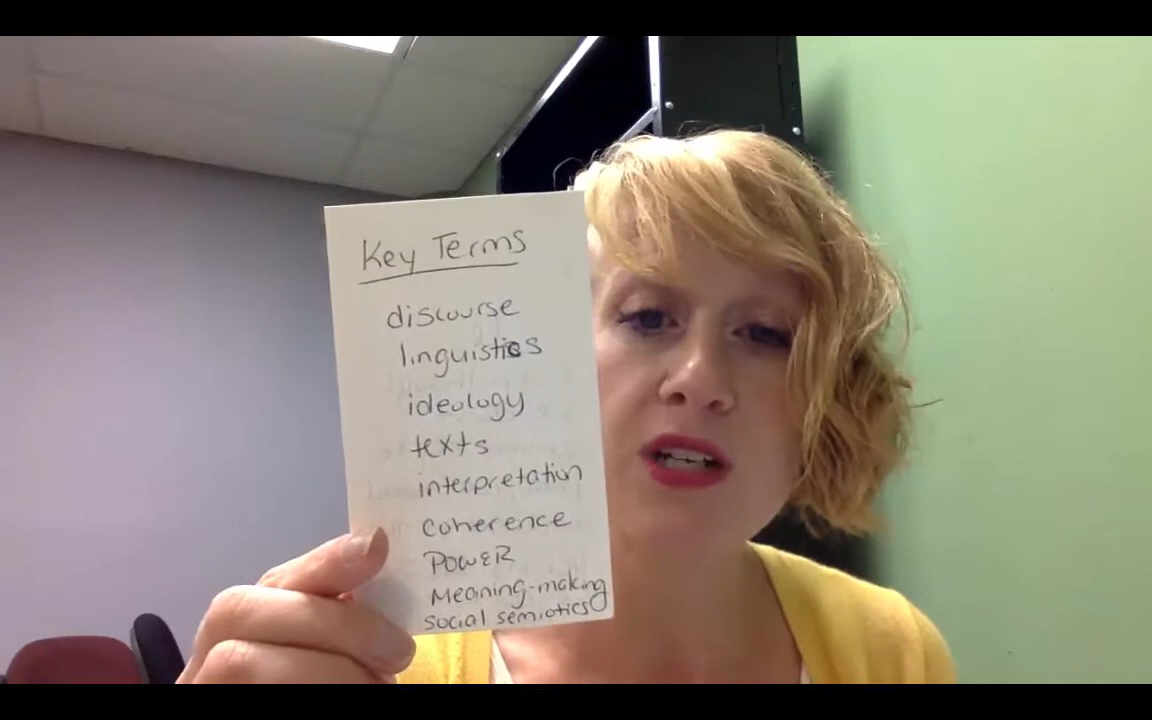 Key Terms
discourse
linguistics
ideology
texts
interpretation
coherence
POWER
Meaning-making
social semiotics